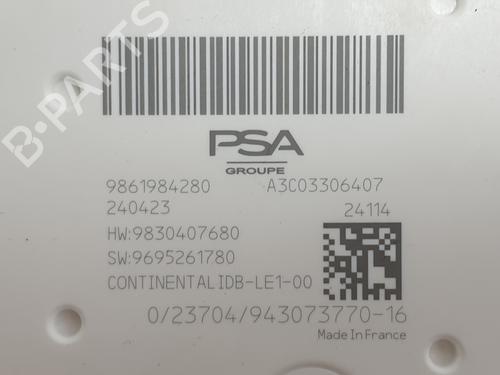 B-PARTS
PSA
GROUPE
9861984280 A3C03306407
240423 24114
HW:9830407680
SW:9695261780
CONTINENTAL IDB-LE1-00
0/23704/943073770-16
Made In France